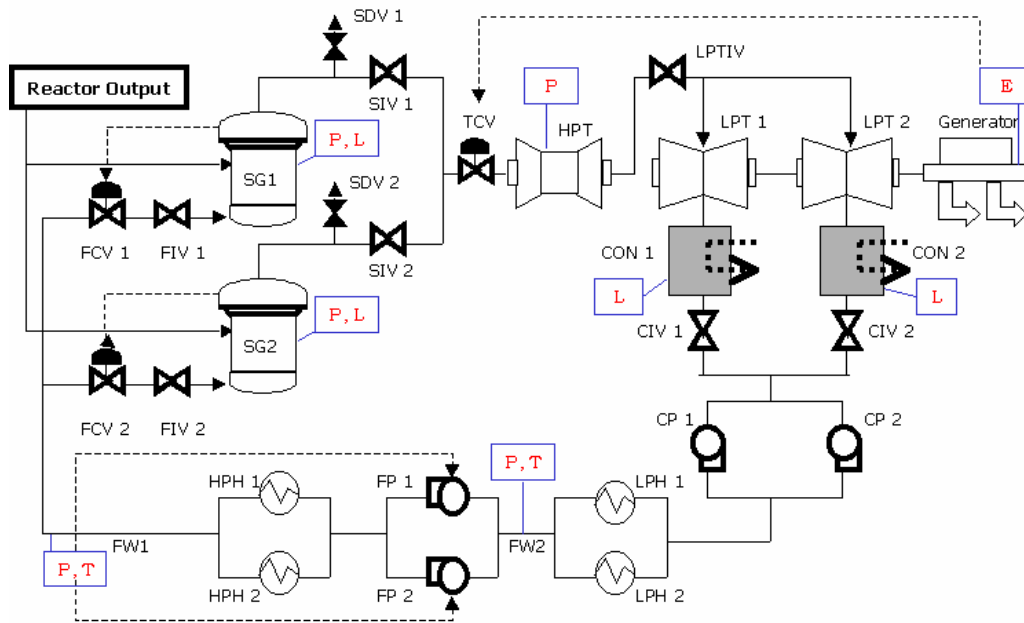 SDV 1
LPTIV
Reactor Output
SIV 1
TCV
P
HPT
E
LPT 1
LPT 2
Generator
P, L
SG1
SDV 2
FCV 1
FIV 1
SIV 2
CON 1
CON 2
L
L
P, L
SG2
CIV 1
CIV 2
FCV 2
FIV 2
CP 1
CP 2
P, T
HPH 1
FP 1
LPH 1
FW1
FW2
P, T
HPH 2
FP 2
LPH 2